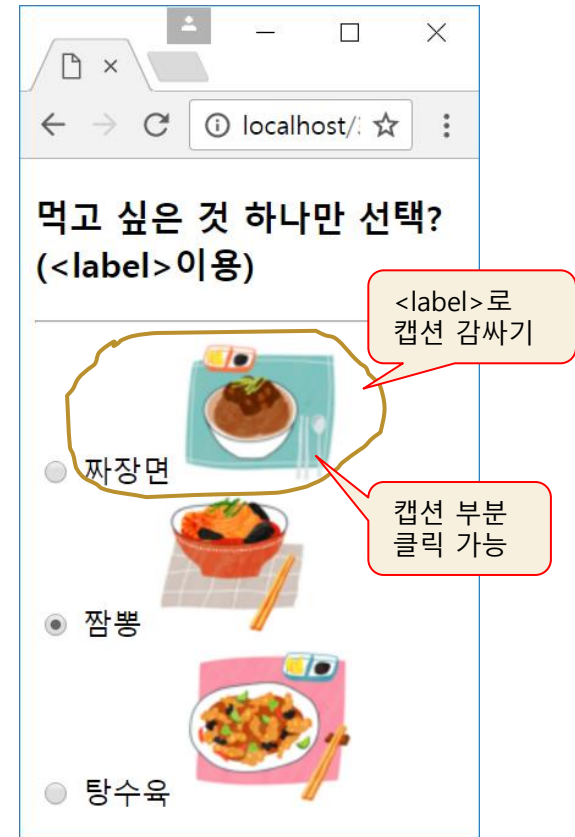 localhost/
먹고 싶은 것 하나만 선택?
(<label>이용)
<label>로
캡션 감싸기
짜장면
캡션 부분
클릭 가능
짬뽕
탕수육